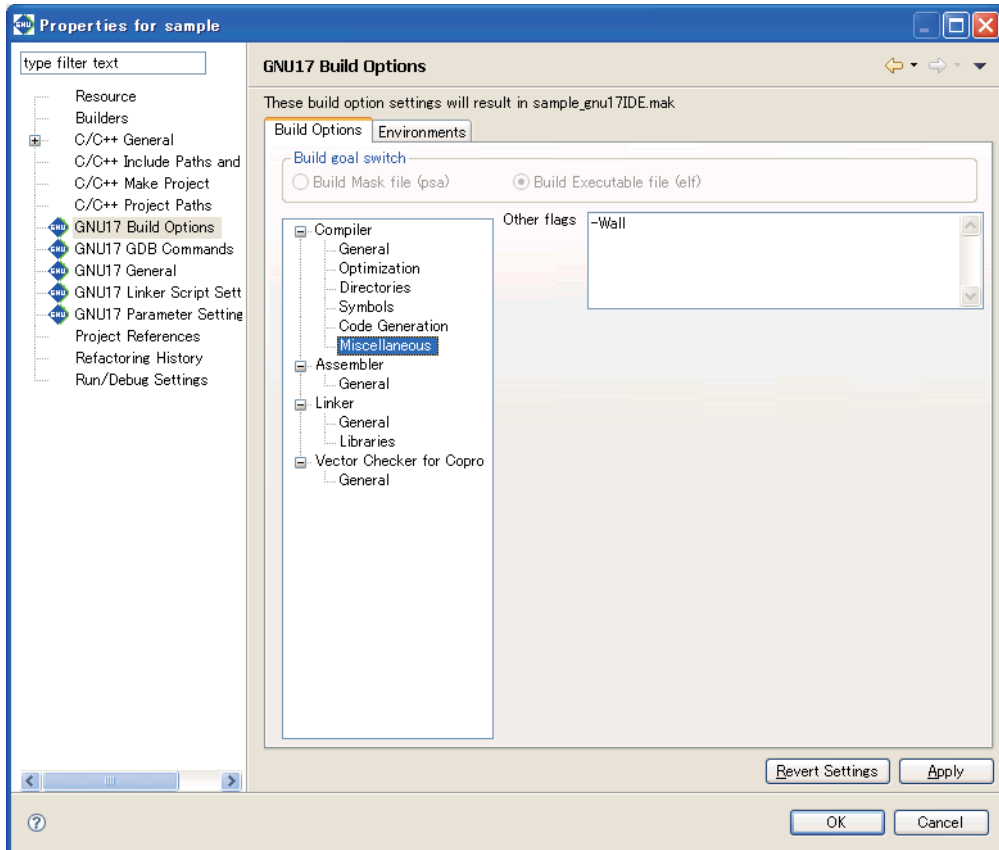 Properties for sample
type filter text
Resource
Builders
C/C++ General
C/C++ Include Paths and
C/C++ Make Project
C/C++ Project Paths
GNU17 Build Options
GNU17 GDB Commands
GNU17 General
GNU17 Linker Script Sett
GNU17 Parameter Setting
Project References
Refactoring History
Run/Debug Settings
GNU17 Build Options
These build option settings will result in sample_gnu17IDE.mak
Build Options Environments
Build goal switch
Build Mask file (psa) Build Executable file (elf)
Compiler
General
Optimization
Directories
Symbols
Code Generation
Miscellaneous
Assembler
General
Linker
General
Libraries
Vector Checker for Copro
General
Other flags -Wall
Revert Settings Apply
OK Cancel